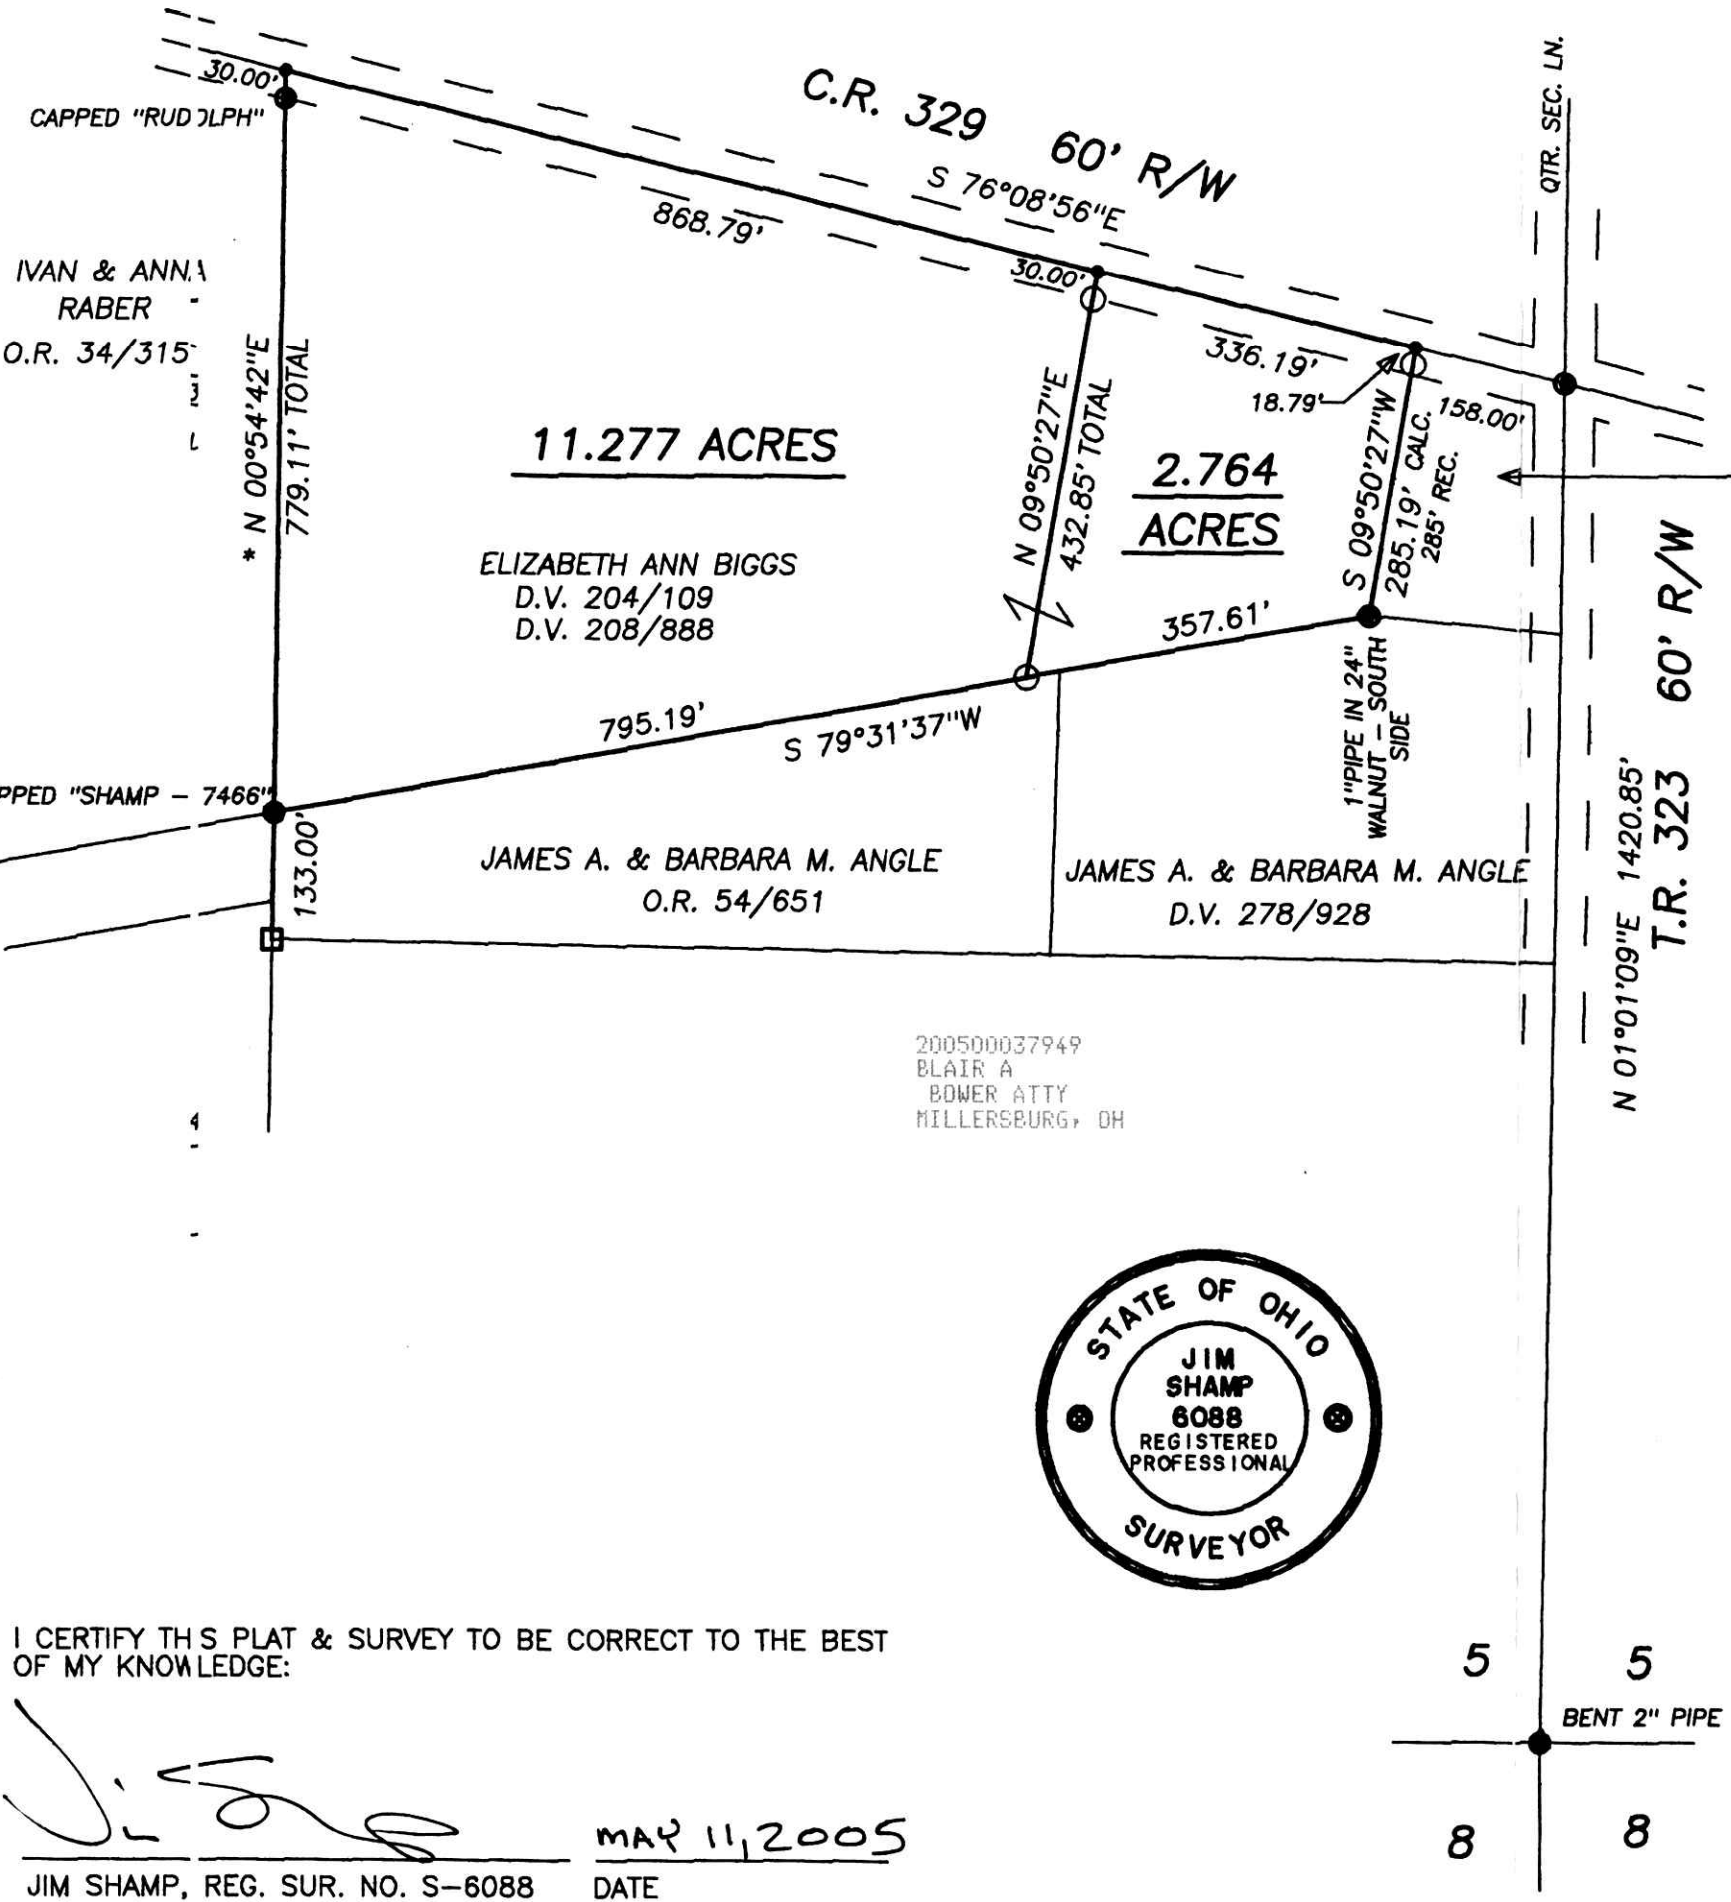 30.00'
CAPPED "RUDOLPH"
C.R. 329 60' R/W
S 76°08'56"E
868.79'
QTR. SEC. LN.
IVAN & ANNA
RABER
O.R. 34/315
* N 00°54'42"E
779.11' TOTAL
30.00'
336.19'
18.79'
158.00'
11.277 ACRES
N 09°50'27"E
432.85' TOTAL
2.764
ACRES
S 09°50'27"W
285.19' CALC.
285' REC.
ELIZABETH ANN BIGGS
D.V. 204/109
D.V. 208/888
357.61'
795.19'
S 79°31'37"W
1"PIPE IN 24"
WALNUT – SOUTH
SIDE
T.R. 323 60' R/W
N 01°01'09"E 1420.85'
PPED "SHAMP – 7466"
133.00'
JAMES A. & BARBARA M. ANGLE
O.R. 54/651
JAMES A. & BARBARA M. ANGLE
D.V. 278/928
200500037949
BLAIR A
BOWER ATTY
MILLERSBURG, OH
STATE OF OHIO
JIM
SHAMP
6088
REGISTERED
PROFESSIONAL
SURVEYOR
I CERTIFY TH S PLAT & SURVEY TO BE CORRECT TO THE BEST
OF MY KNOWLEDGE:
5 5
BENT 2" PIPE
8 8
MAY 11, 2005
JIM SHAMP, REG. SUR. NO. S–6088 DATE